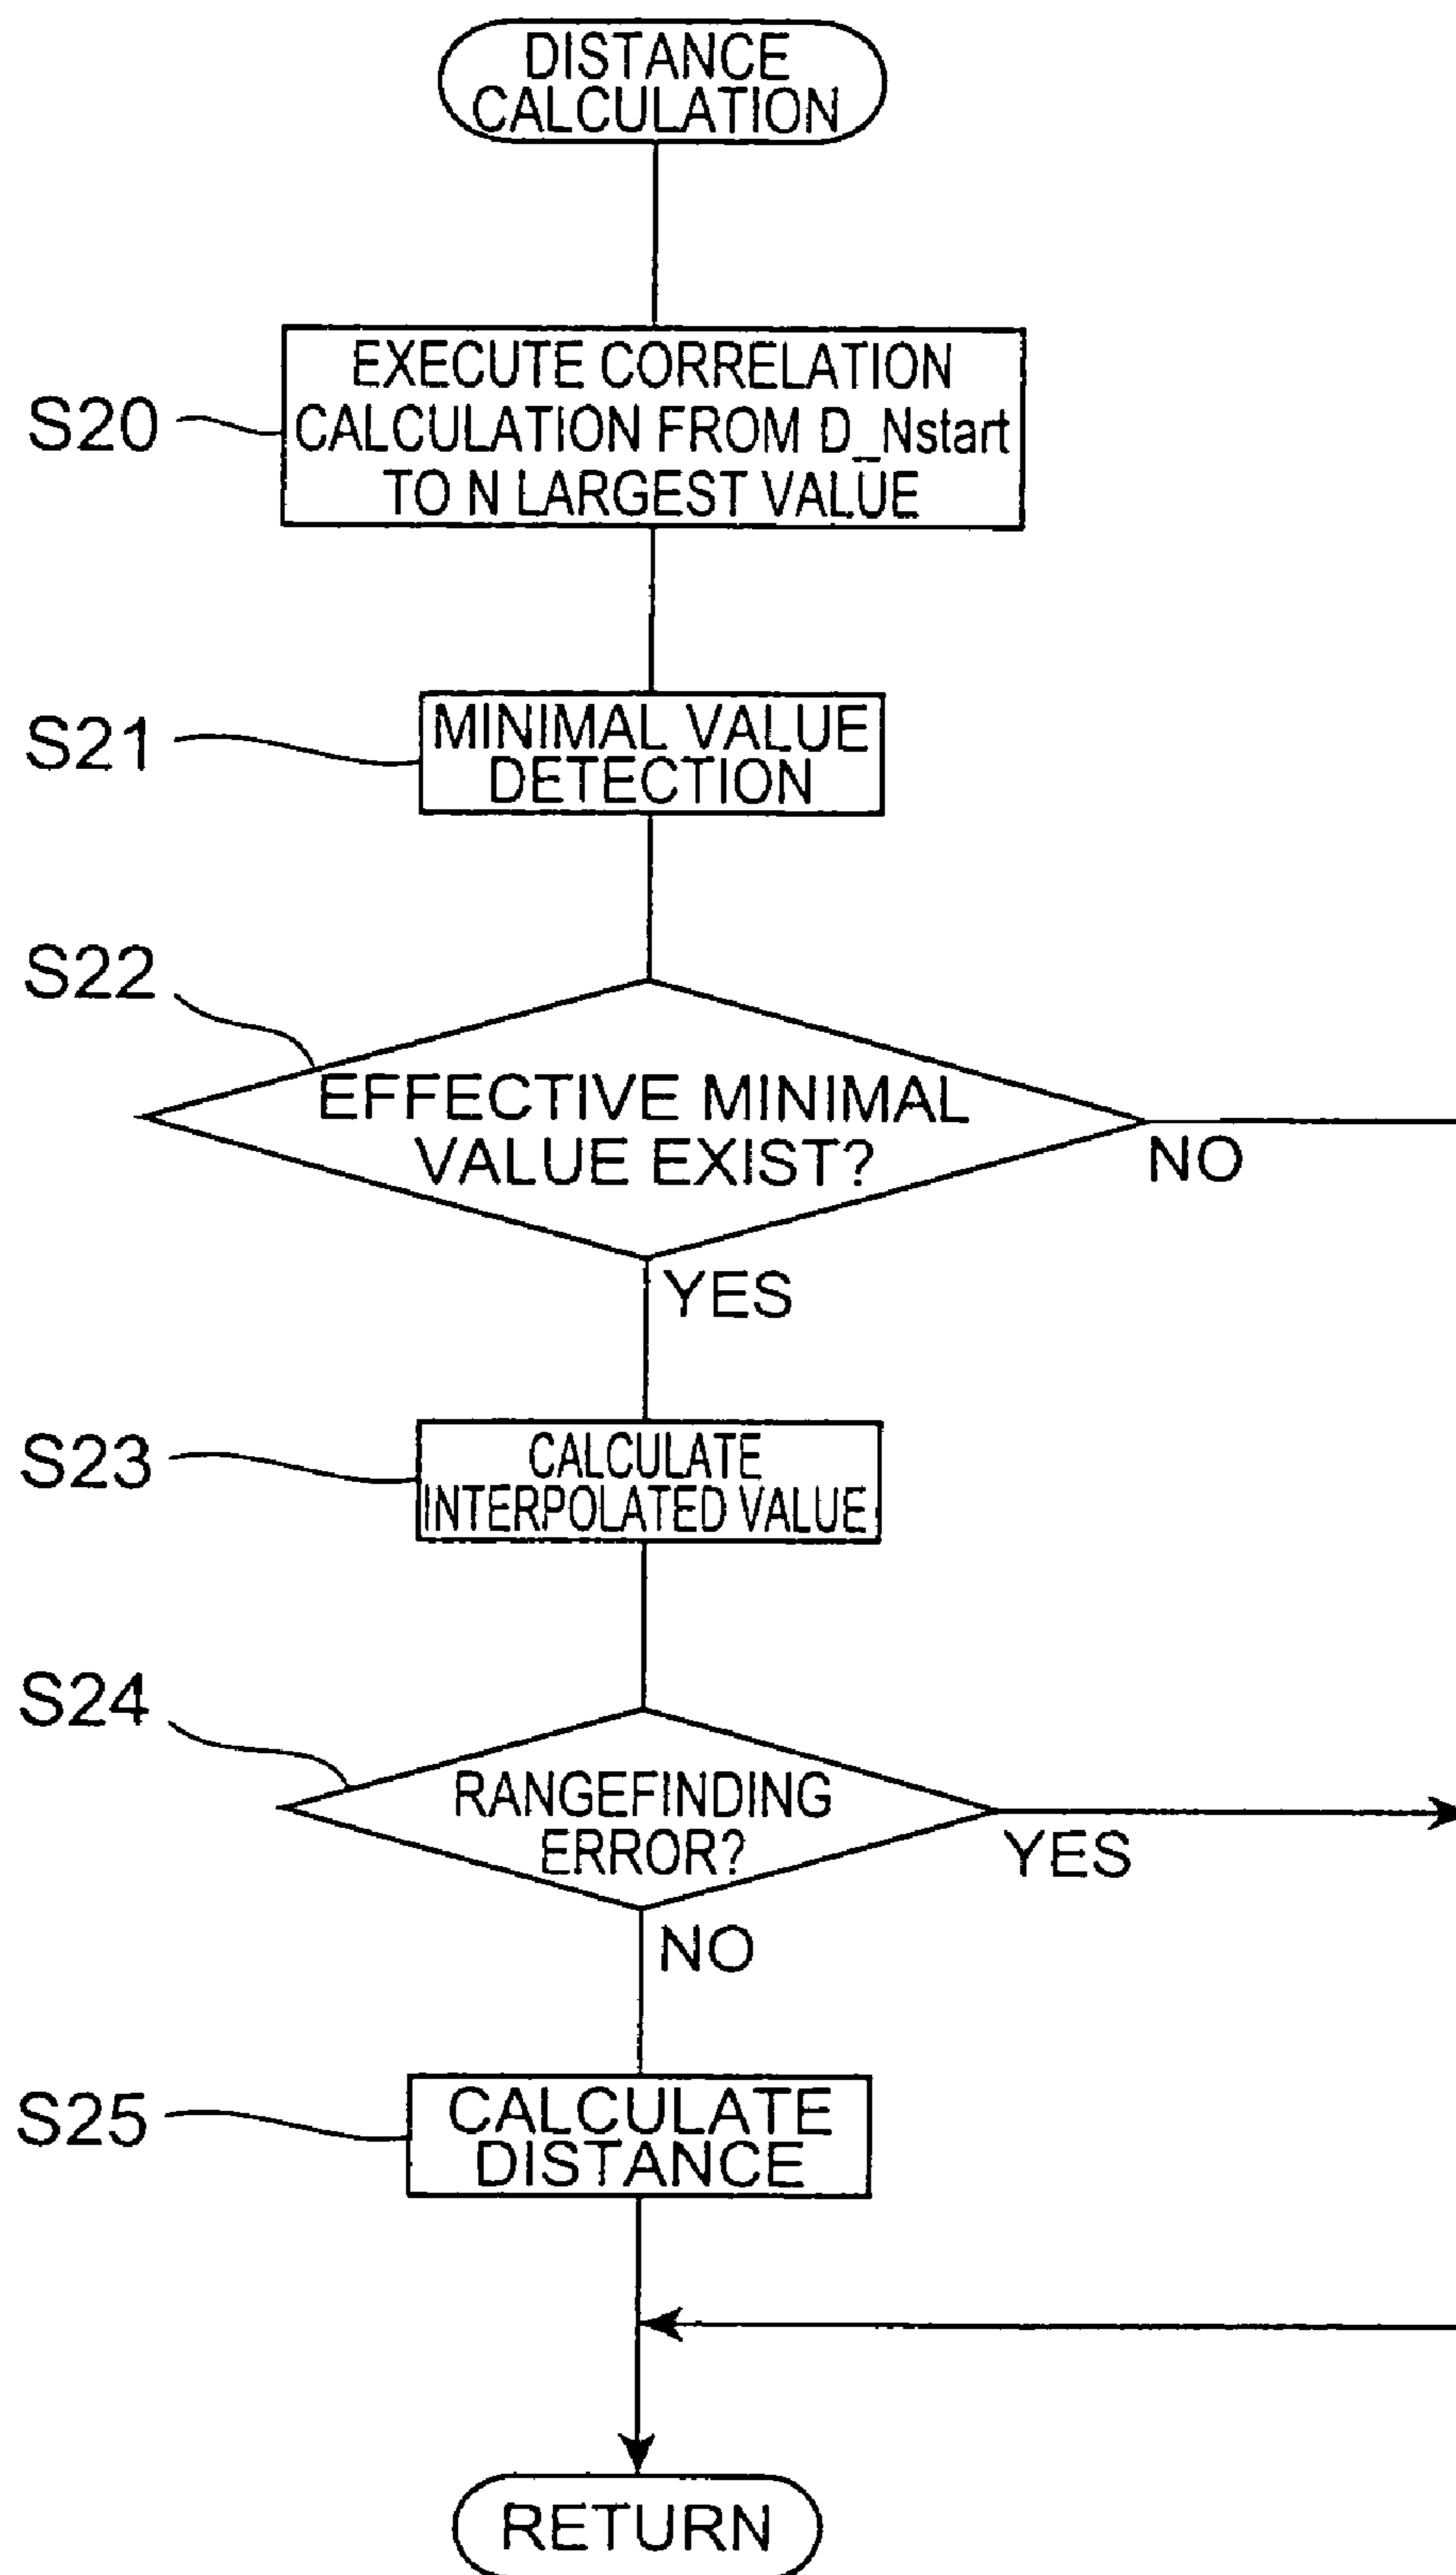 DISTANCE
CALCULATION
S20
EXECUTE CORRELATION
CALCULATION FROM D_Nstart
TO N LARGEST VALUE
S21
MINIMAL VALUE
DETECTION
S22
EFFECTIVE MINIMAL
VALUE EXIST?
NO
YES
S23
CALCULATE
INTERPOLATED VALUE
S24
RANGEFINDING
ERROR?
YES
NO
S25
CALCULATE
DISTANCE
RETURN